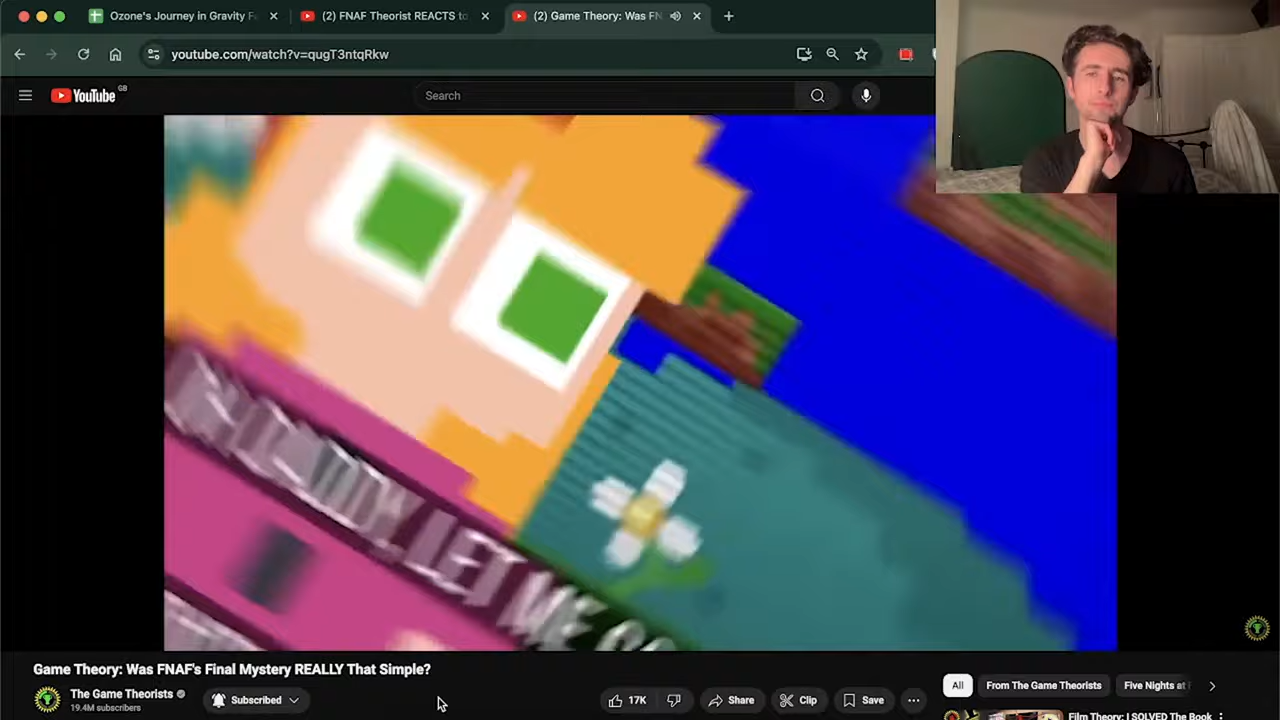 Ozone's Journey in Gravity F
(2) FNAF Theorist REACTS to
(2) Game Theory: Was FN
youtube.com/watch?v=qugT3ntqRkw
YouTube GB
Search
LET ME
Game Theory: Was FNAF's Final Mystery REALLY That Simple?
The Game Theorists
19.4M subscribers
Subscribed
17K
Share
Clip
Save
All
From The Game Theorists
Five Nights at
Film Theory: I SOLVED The Book